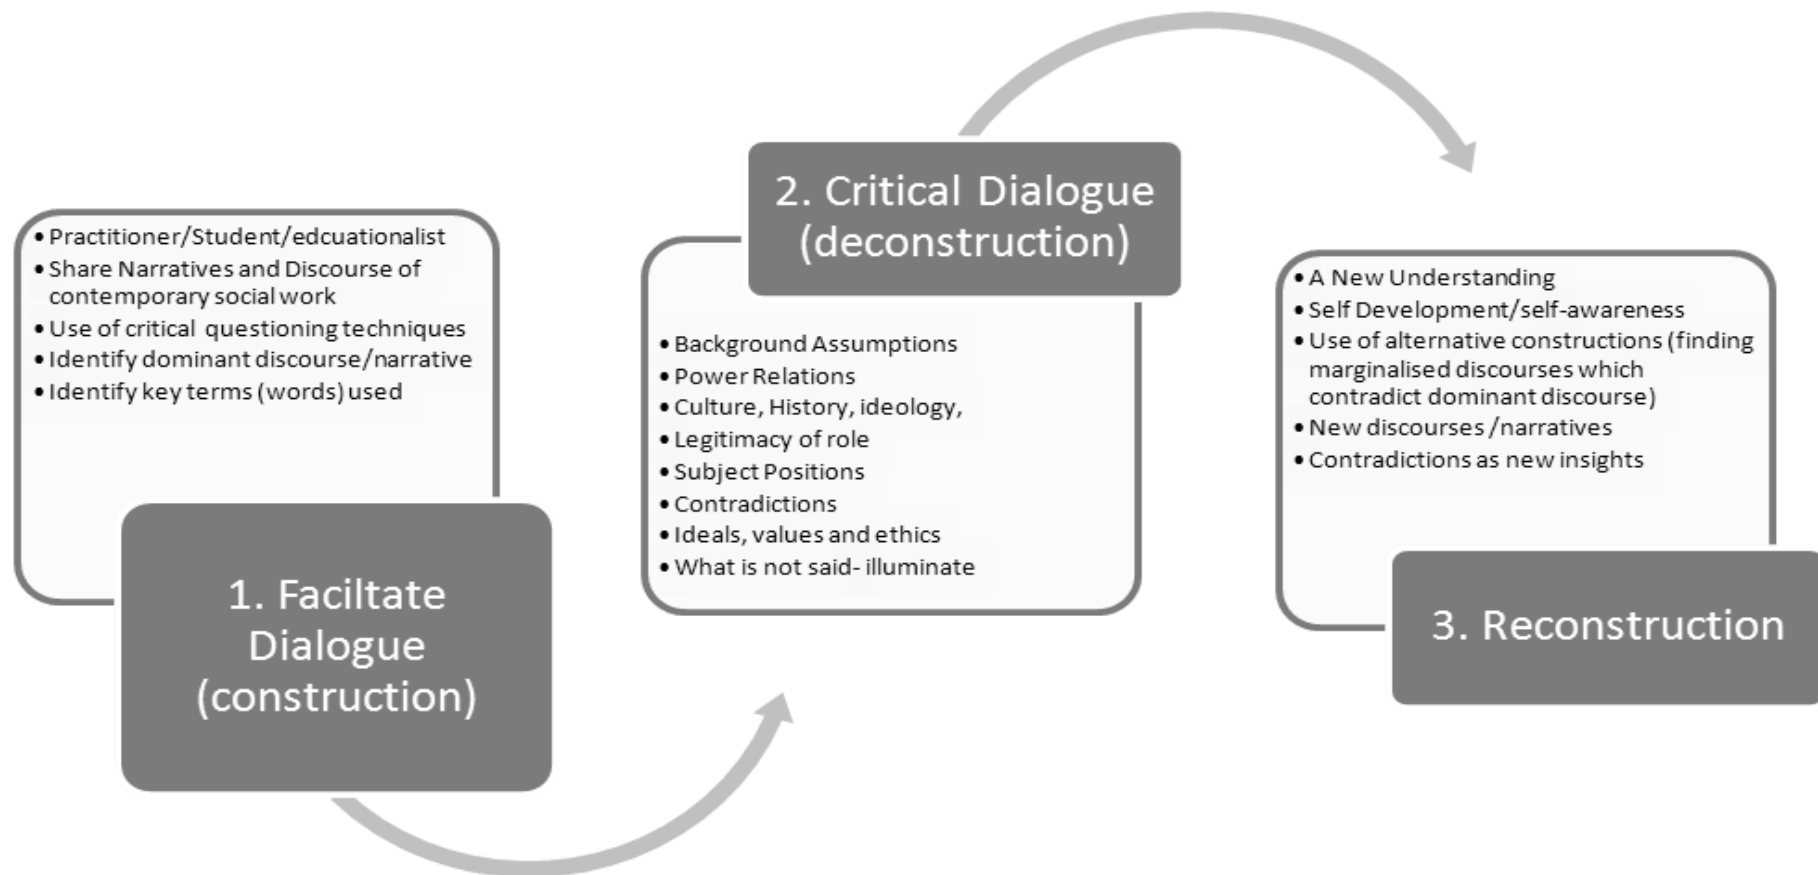 • Practitioner/Student/edcuationalist
• Share Narratives and Discourse of
contemporary social work
• Use of critical questioning techniques
• Identify dominant discourse/narrative
• Identify key terms (words) used
1. Faciltate
Dialogue
(construction)
2. Critical Dialogue
(deconstruction)
• Background Assumptions
• Power Relations
• Culture, History, ideology,
• Legitimacy of role
• Subject Positions
• Contradictions
• Ideals, values and ethics
• What is not said- illuminate
• A New Understanding
• Self Development/self-awareness
• Use of alternative constructions (finding
marginalised discourses which
contradict dominant discourse)
• New discourses /narratives
• Contradictions as new insights
3. Reconstruction